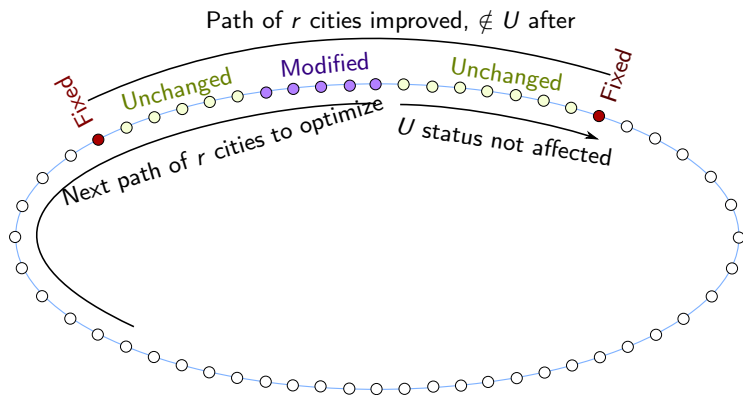 Path of r cities improved, ∉ U after
Fixed
Unchanged
Modified
Unchanged
Fixed
Next path of r cities to optimize
U status not affected